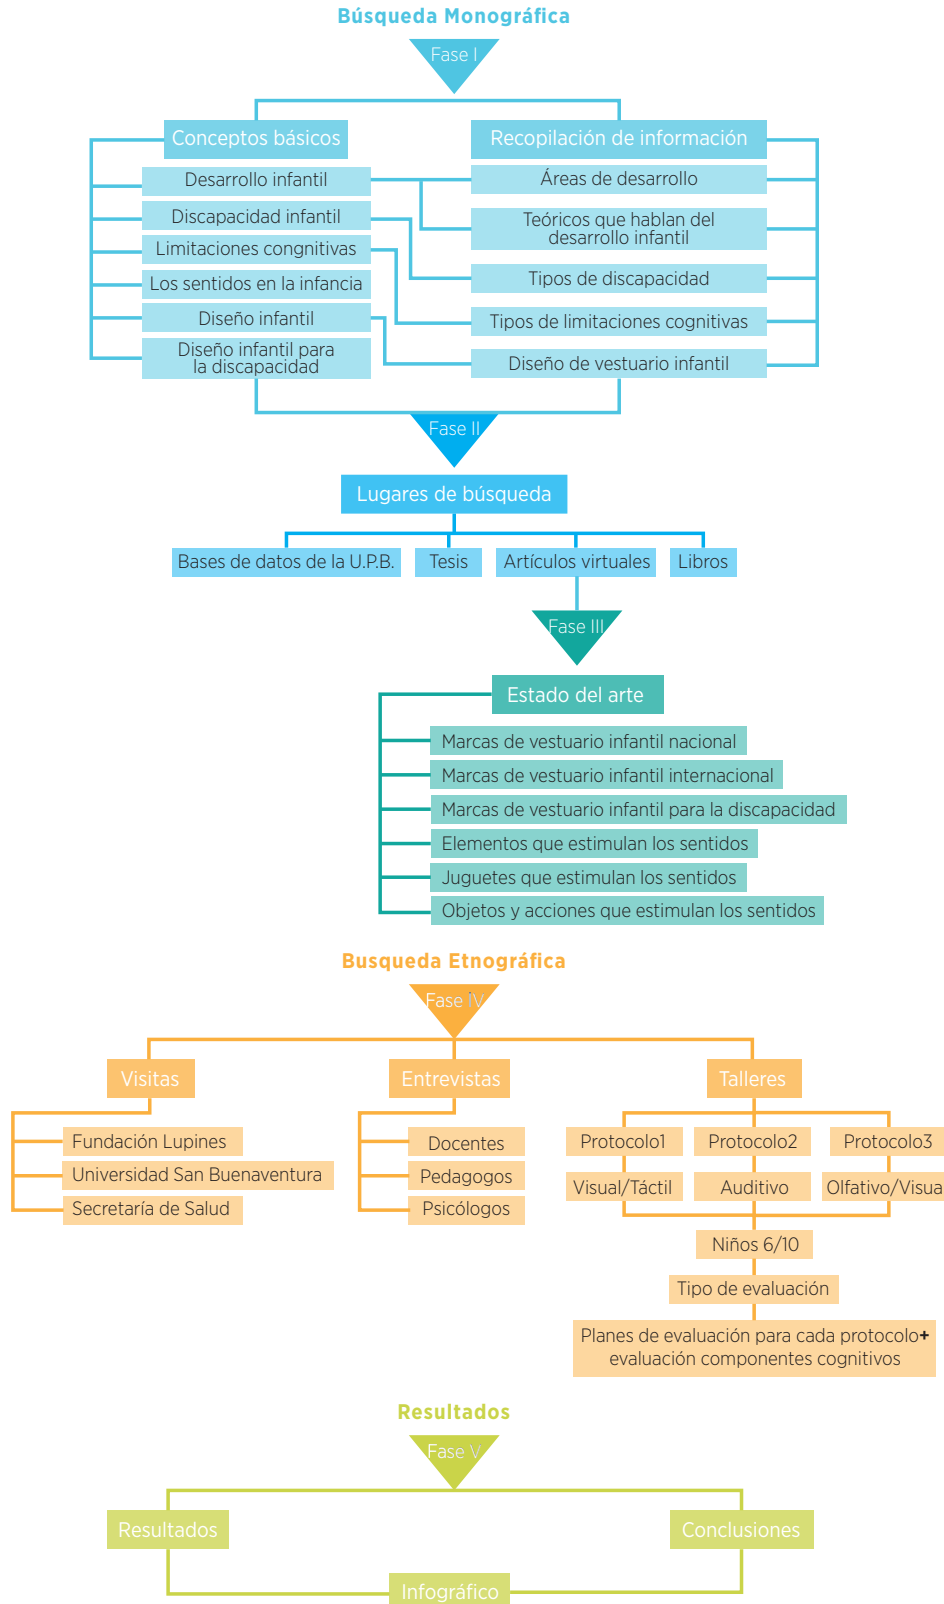 Búsqueda Monográfica
Fase I
Conceptos básicos
Desarrollo infantil
Discapacidad infantil
Limitaciones congnitivas
Los sentidos en la infancia
Diseño infantil
Diseño infantil para
la discapacidad
Recopilación de información
Áreas de desarrollo
Teóricos que hablan del
desarrollo infantil
Tipos de discapacidad
Tipos de limitaciones cognitivas
Diseño de vestuario infantil
Fase II
Lugares de búsqueda
Bases de datos de la U.P.B.
Tesis
Artículos virtuales
Libros
Fase III
Estado del arte
Marcas de vestuario infantil nacional
Marcas de vestuario infantil internacional
Marcas de vestuario infantil para la discapacidad
Elementos que estimulan los sentidos
Juguetes que estimulan los sentidos
Objetos y acciones que estimulan los sentidos
Busqueda Etnográfica
Fase IV
Visitas
Fundación Lupines
Universidad San Buenaventura
Secretaría de Salud
Entrevistas
Docentes
Pedagogos
Psicólogos
Talleres
Protocolo1
Protocolo2
Protocolo3
Visual/Táctil
Auditivo
Olfativo/Visua
Niños 6/10
Tipo de evaluación
Planes de evaluación para cada protocolo+
evaluación componentes cognitivos
Resultados
Fase V
Resultados
Conclusiones
Infográfico